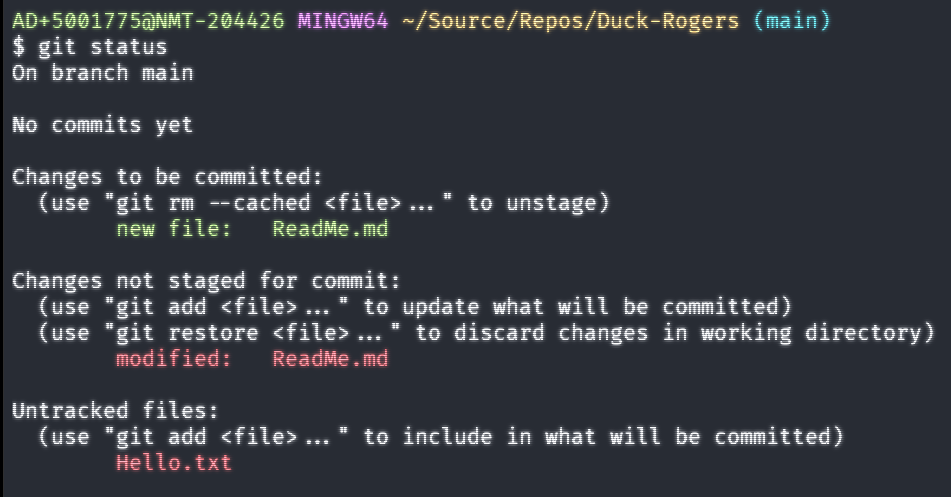 AD+5001775@NMT-204426 MINGW64 ~/Source/Repos/Duck-Rogers (main)
$ git status
On branch main
No commits yet
Changes to be committed:
(use "git rm --cached <file>..." to unstage)
new file: ReadMe.md
Changes not staged for commit:
(use "git add <file>..." to update what will be committed)
(use "git restore <file>..." to discard changes in working directory)
modified: ReadMe.md
Untracked files:
(use "git add <file>..." to include in what will be committed)
Hello.txt